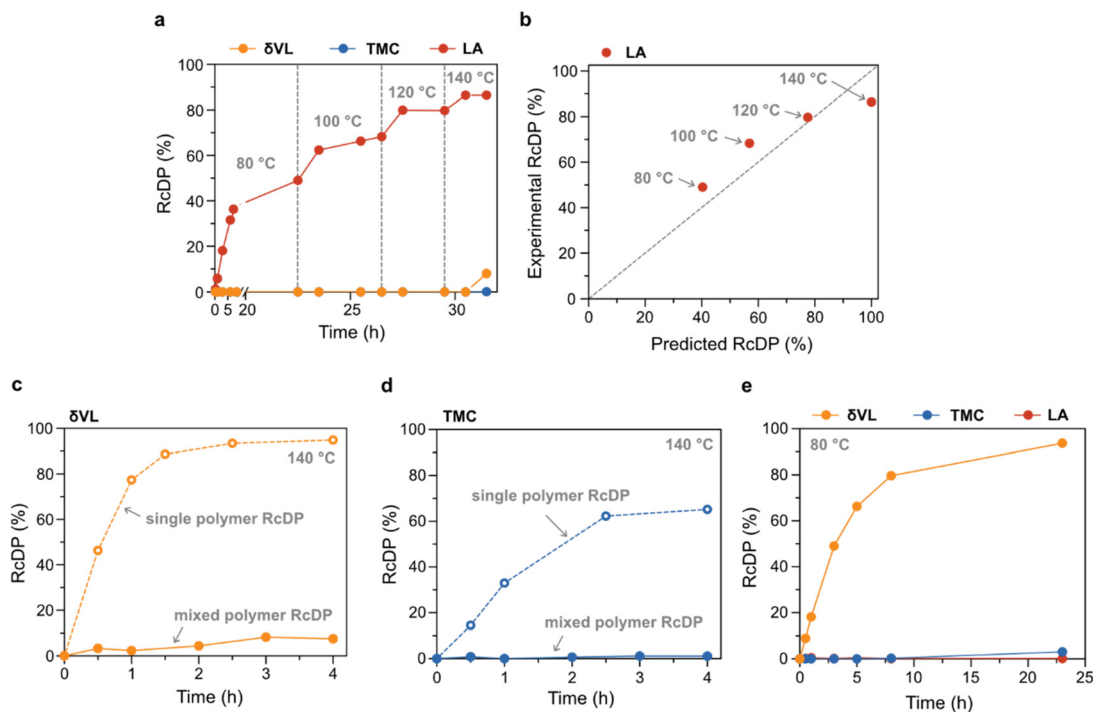 a
δVL TMC LA
100
80
60
40
20
0
RcDP (%)
80 °C
100 °C
120 °C
140 °C
0 5 20 25 30
Time (h)
b
LA
100
80
60
40
20
0
Experimental RcDP (%)
140 °C
120 °C
100 °C
80 °C
0 20 40 60 80 100
Predicted RcDP (%)
c
δVL
100
80
60
40
20
0
RcDP (%)
140 °C
single polymer RcDP
mixed polymer RcDP
0 1 2 3 4
Time (h)
d
TMC
100
80
60
40
20
0
RcDP (%)
140 °C
single polymer RcDP
mixed polymer RcDP
0 1 2 3 4
Time (h)
e
δVL TMC LA
100
80
60
40
20
0
RcDP (%)
80 °C
0 5 10 15 20 25
Time (h)